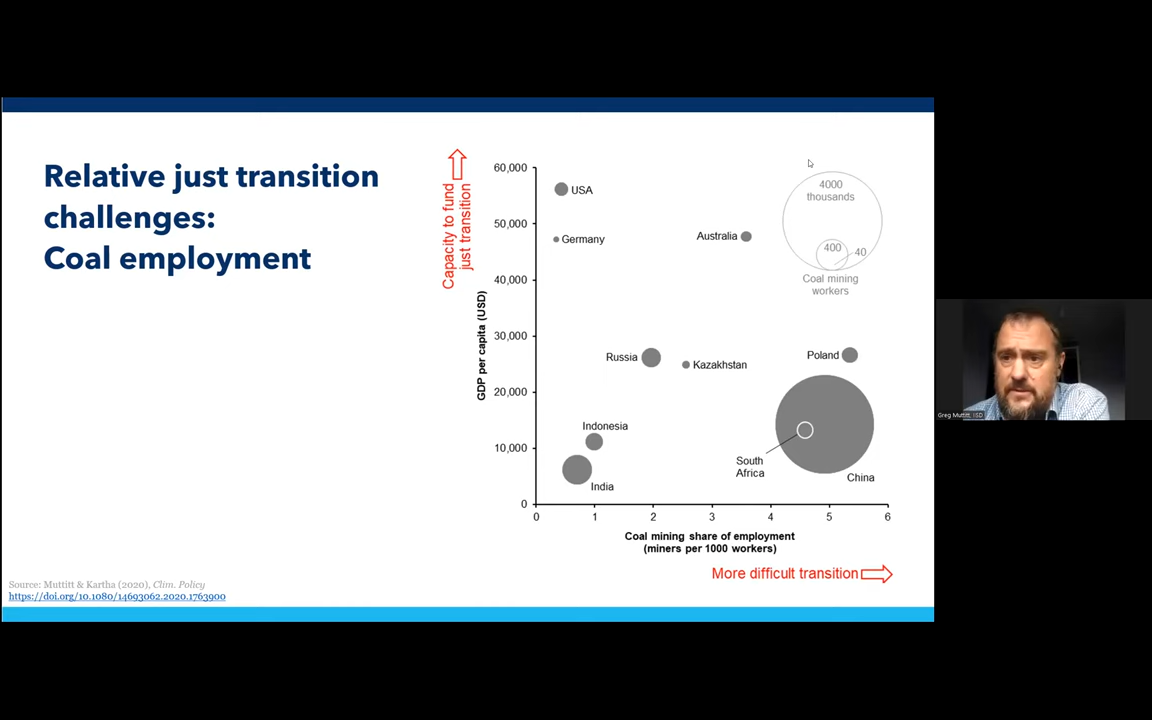 Relative just transition
challenges:
Coal employment
Capacity to fund
just transition
GDP per capita (USD)
60,000
50,000
40,000
30,000
20,000
10,000
0
USA
Germany
Australia
4000
thousands
400
40
Coal mining
workers
Russia
Kazakhstan
Poland
Indonesia
India
South
Africa
China
0 1 2 3 4 5 6
Coal mining share of employment
(miners per 1000 workers)
More difficult transition
Source: Muttitt & Kartha (2020), Clim. Policy
https://doi.org/10.1080/14693062.2020.1763900
Greg Muttitt, IISD